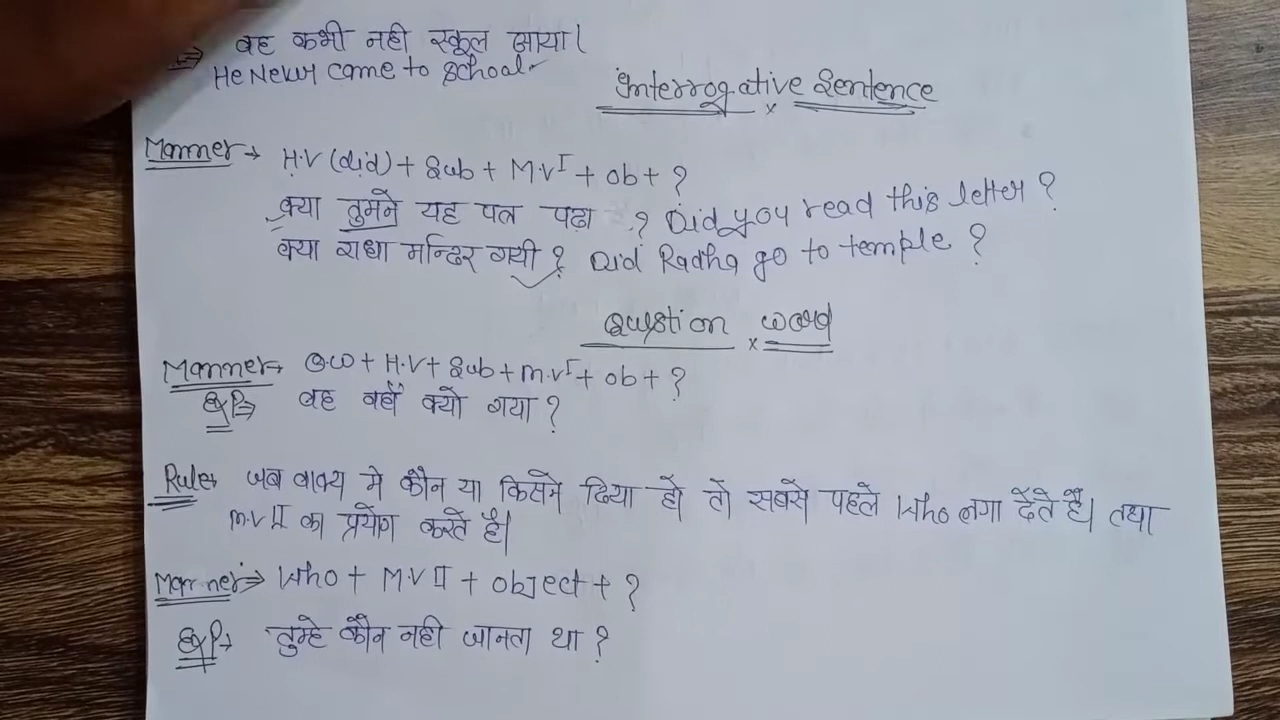 ⇒ वह कभी नही स्कूल आया।
He Never came to School.
Interrogative Sentence
Manner → H.V (did) + Sub + M.V I + ob + ?
क्या तुमने यह पत्र पढ़ा ? Did you read this letter ?
क्या राधा मन्दिर गयी ? Did Radha go to temple ?
Question word
Manner → Q.W + H.V + Sub + M.V I + ob + ?
Exp ⇒ वह वहाँ क्यो गया ?
Rule → जब वाक्य मे कौन या किसने दिया हो तो सबसे पहले Who लगा देंते है। तथा
M.V II का प्रयोग करते है।
Manner ⇒ Who + M.V II + object + ?
Exp → तुम्हे कौन नही जानता था ?